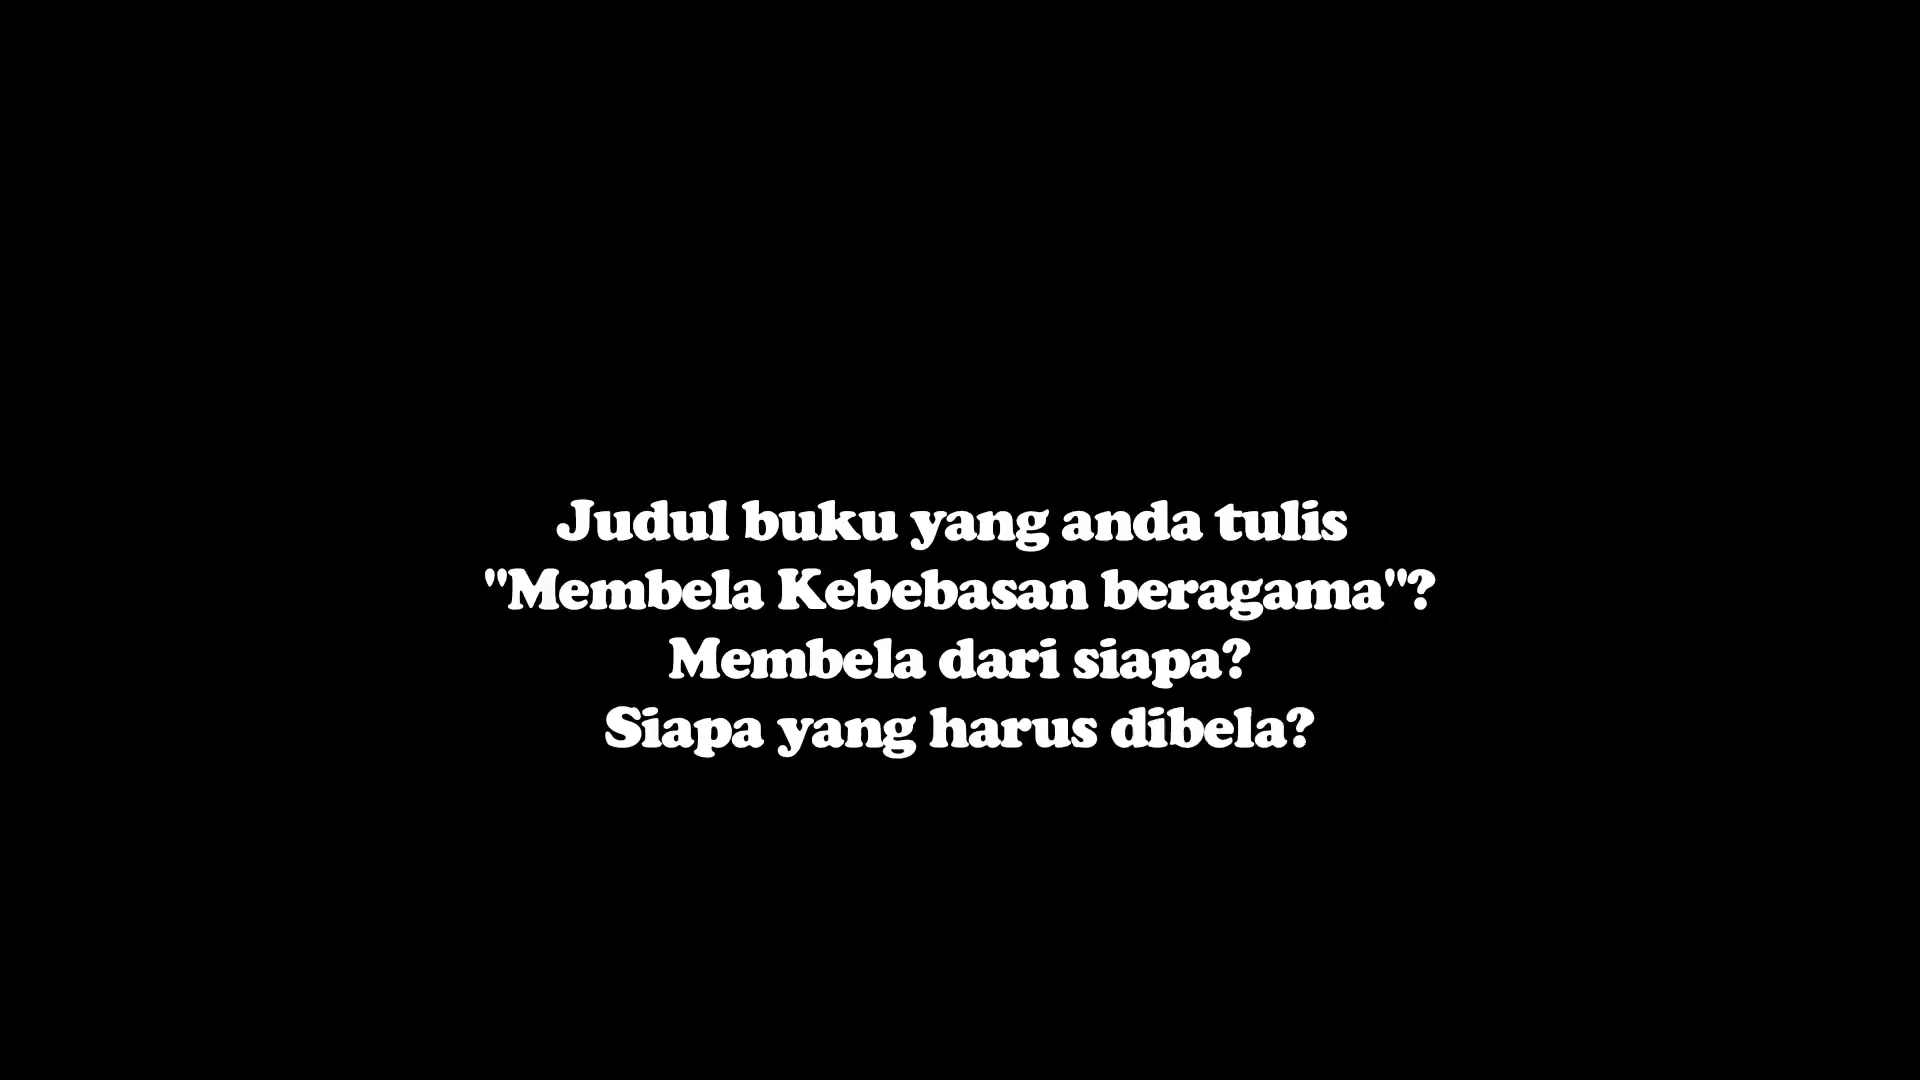 Judul buku yang anda tulis
"Membela Kebebasan beragama"?
Membela dari siapa?
Siapa yang harus dibela?